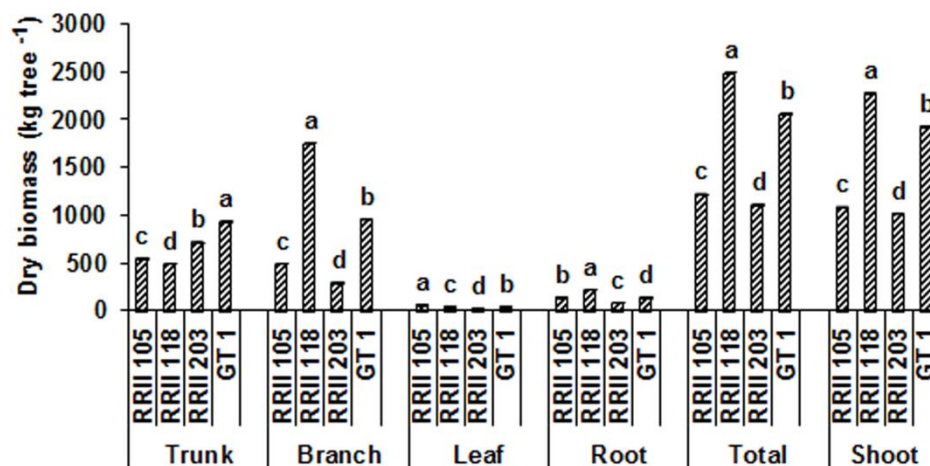 Dry biomass (kg tree -1)
3000
2500
2000
1500
1000
500
0
c d b a
c a d b
a c d b
b a c d
c a d b
c a d b
RRII 105 RRII 118 RRII 203 GT 1
RRII 105 RRII 118 RRII 203 GT 1
RRII 105 RRII 118 RRII 203 GT 1
RRII 105 RRII 118 RRII 203 GT 1
RRII 105 RRII 118 RRII 203 GT 1
RRII 105 RRII 118 RRII 203 GT 1
Trunk Branch Leaf Root Total Shoot